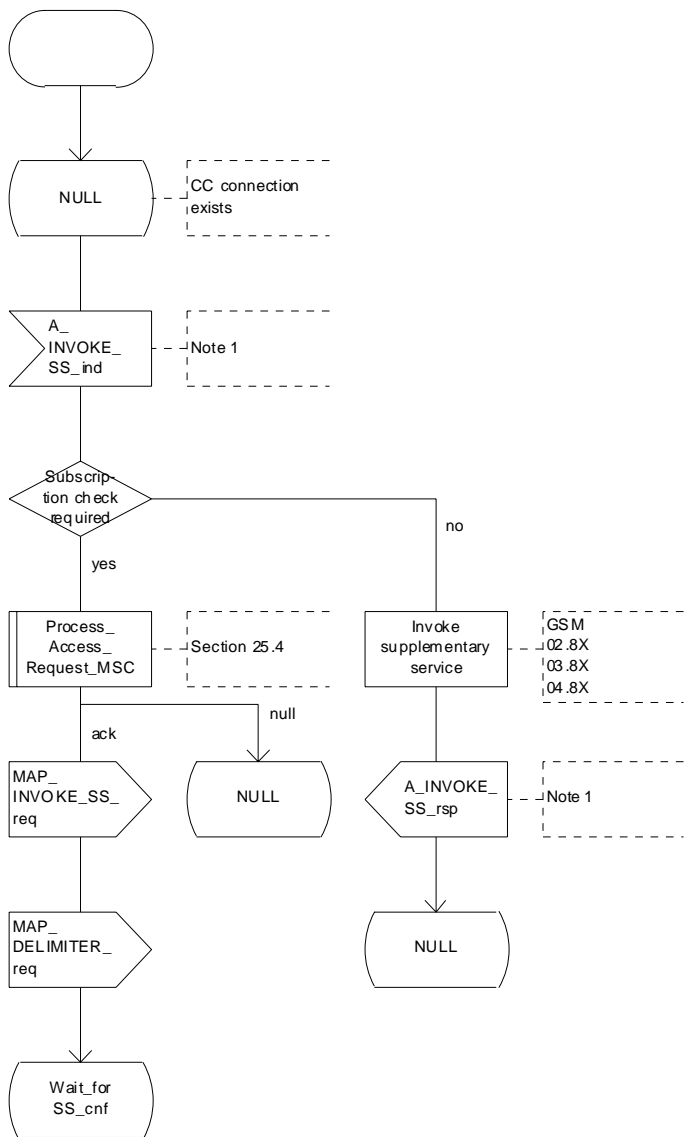 NULL
CC connection
exists
A_
INVOKE_
SS_ind
Note 1
Subscrip-
tion check
required
no
yes
Process_
Access_
Request_MSC
Section 25.4
Invoke
supplementary
service
GSM
02.8X
03.8X
04.8X
null
ack
MAP_
INVOKE_SS_
req
NULL
A_INVOKE_
SS_rsp
Note 1
MAP_
DELIMITER_
req
NULL
Wait_for
SS_cnf